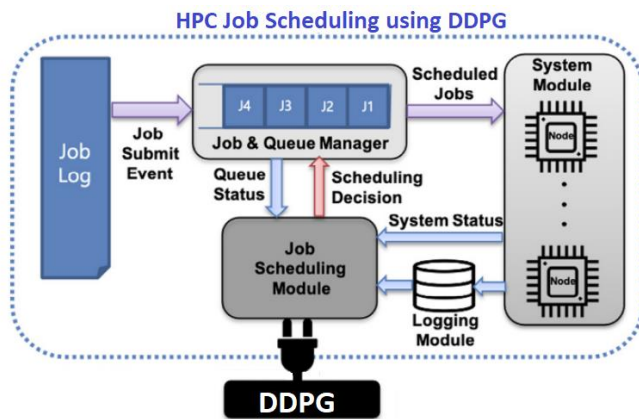 HPC Job Scheduling using DDPG
Job
Log
Job
Submit
Event
J4 J3 J2 J1
Job & Queue Manager
Scheduled
Jobs
System
Module
Node
Node
Queue
Status
Scheduling
Decision
System Status
Job
Scheduling
Module
Logging
Module
DDPG